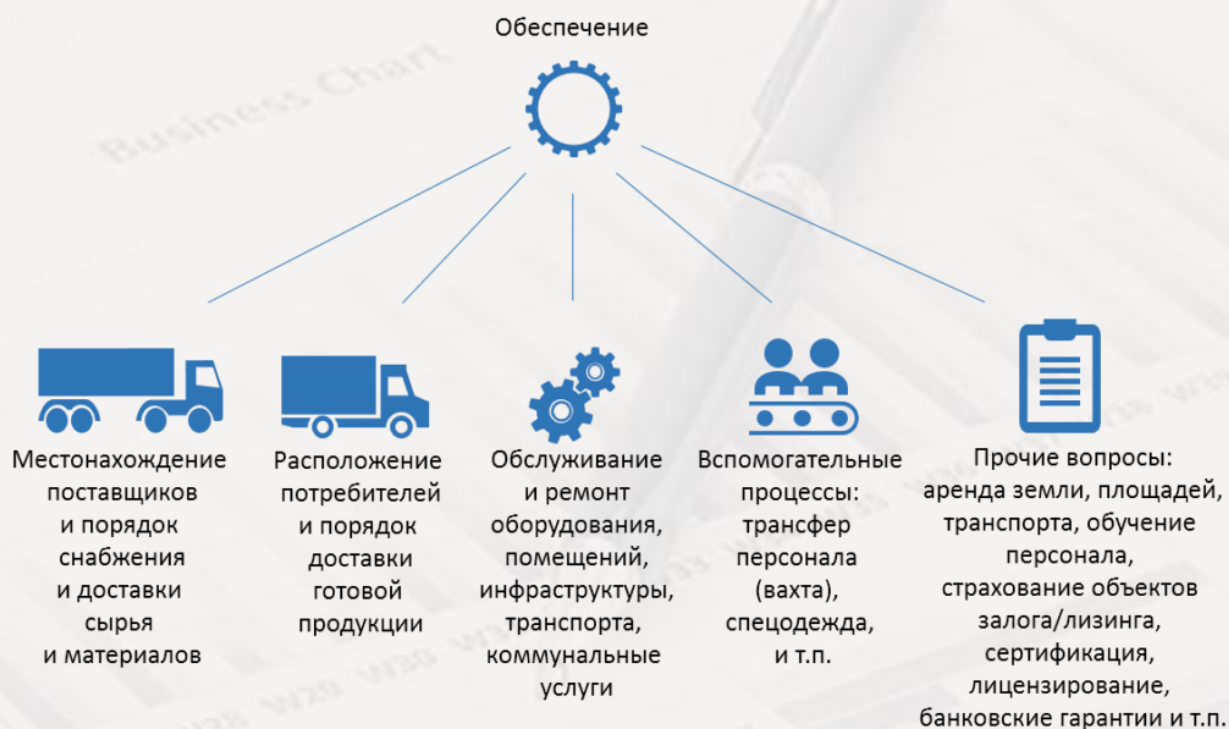 Обеспечение
Business Chart
Местонахождение
поставщиков
и порядок
снабжения
и доставки
сырья
и материалов
Расположение
потребителей
и порядок
доставки
готовой
продукции
Обслуживание
и ремонт
оборудования,
помещений,
инфраструктуры,
транспорта,
коммунальные
услуги
Вспомогательные
процессы:
трансфер
персонала
(вахта),
спецодежда,
и т.п.
Прочие вопросы:
аренда земли, площадей,
транспорта, обучение
персонала,
страхование объектов
залога/лизинга,
сертификация,
лицензирование,
банковские гарантии и т.п.